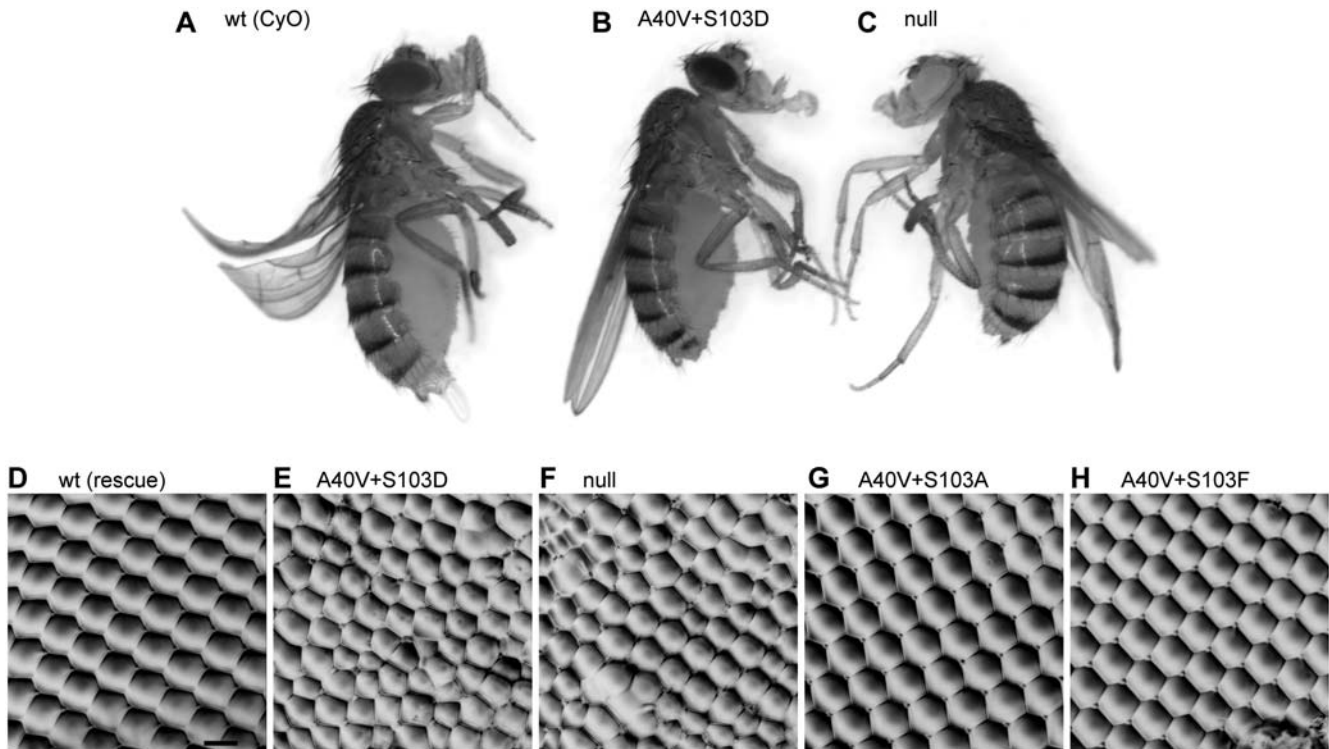 A wt (CyO) B A40V+S103D C null
D wt (rescue) E A40V+S103D F null G A40V+S103A H A40V+S103F